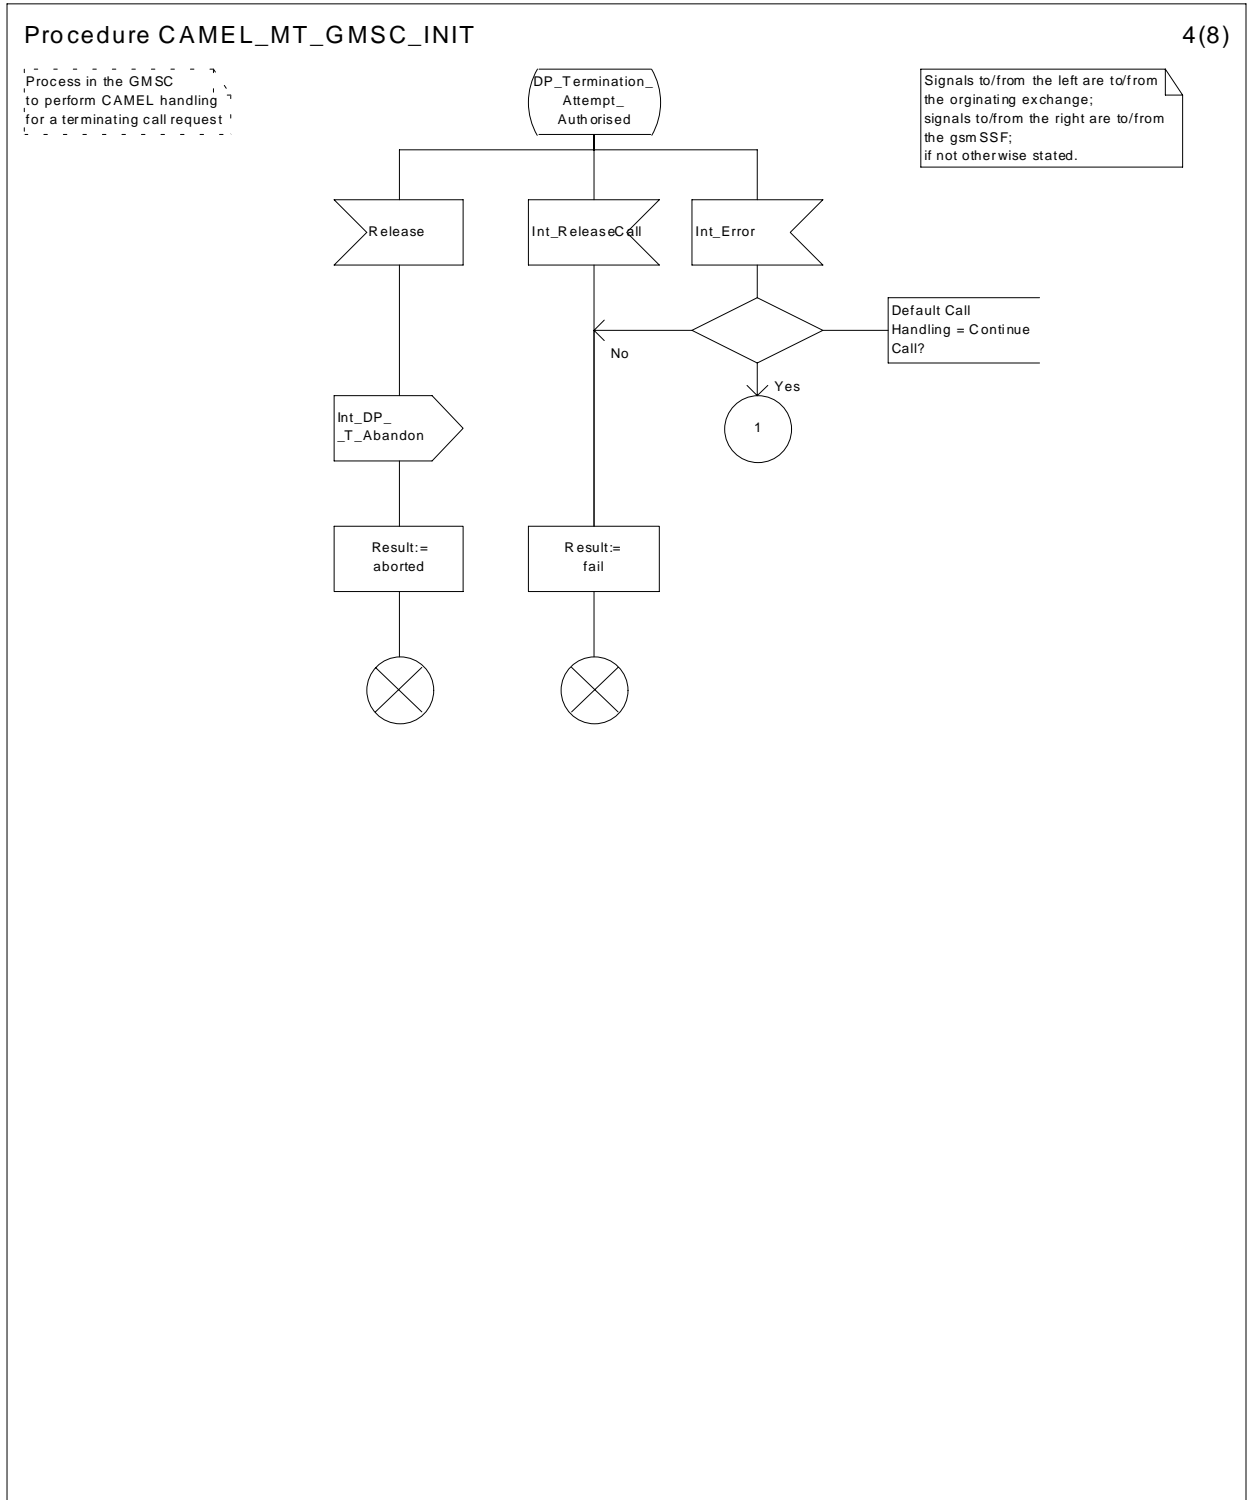 Procedure CAMEL_MT_GMSC_INIT
4(8)
Process in the GMSC
to perform CAMEL handling
for a terminating call request
DP_Termination_
Attempt_
Authorised
Signals to/from the left are to/from
the orginating exchange;
signals to/from the right are to/from
the gsmSSF;
if not otherwise stated.
Release
Int_ReleaseCall
Int_Error
Default Call
Handling = Continue
Call?
No
Yes
1
Int_DP_
_T_Abandon
Result:=
aborted
Result:=
fail